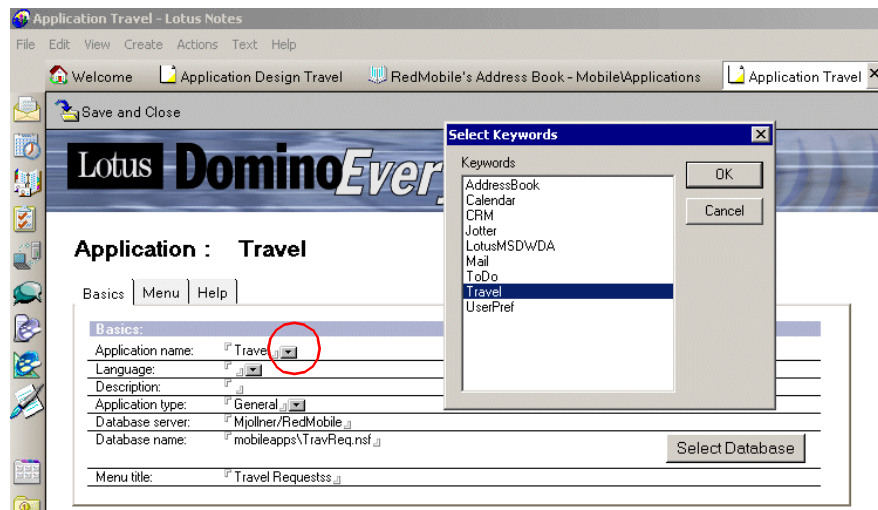 Application Travel - Lotus Notes
File Edit View Create Actions Text Help
Welcome Application Design Travel RedMobile's Address Book - Mobile\Applications Application Travel
Save and Close
Lotus DominoEver
Select Keywords
Keywords
AddressBook
Calendar
CRM
Jotter
LotusMSDWDA
Mail
ToDo
Travel
UserPref
OK
Cancel
Application : Travel
Basics Menu Help
Basics:
Application name: Travel
Language:
Description:
Application type: General
Database server: Mjollner/RedMobile
Database name: mobileapps\TravReq.nsf
Select Database
Menu title: Travel Requestss